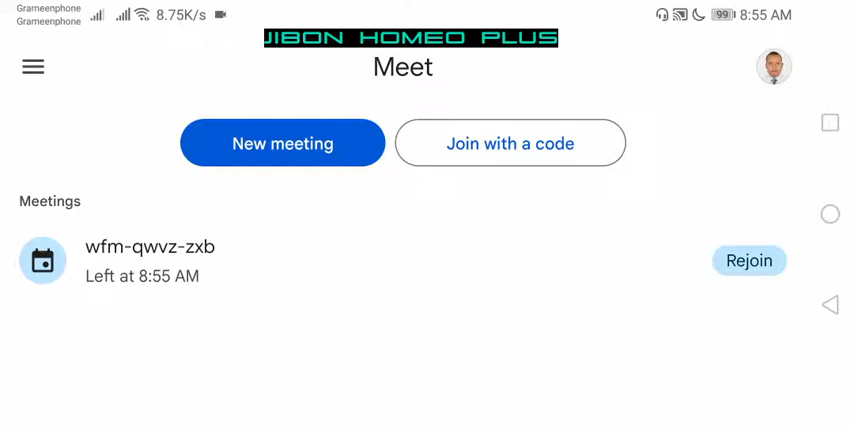 Grameenphone
Grameenphone
8.75K/s
99
8:55 AM
JIBON HOMEO PLUS
Meet
New meeting
Join with a code
Meetings
wfm-qwvz-zxb
Left at 8:55 AM
Rejoin